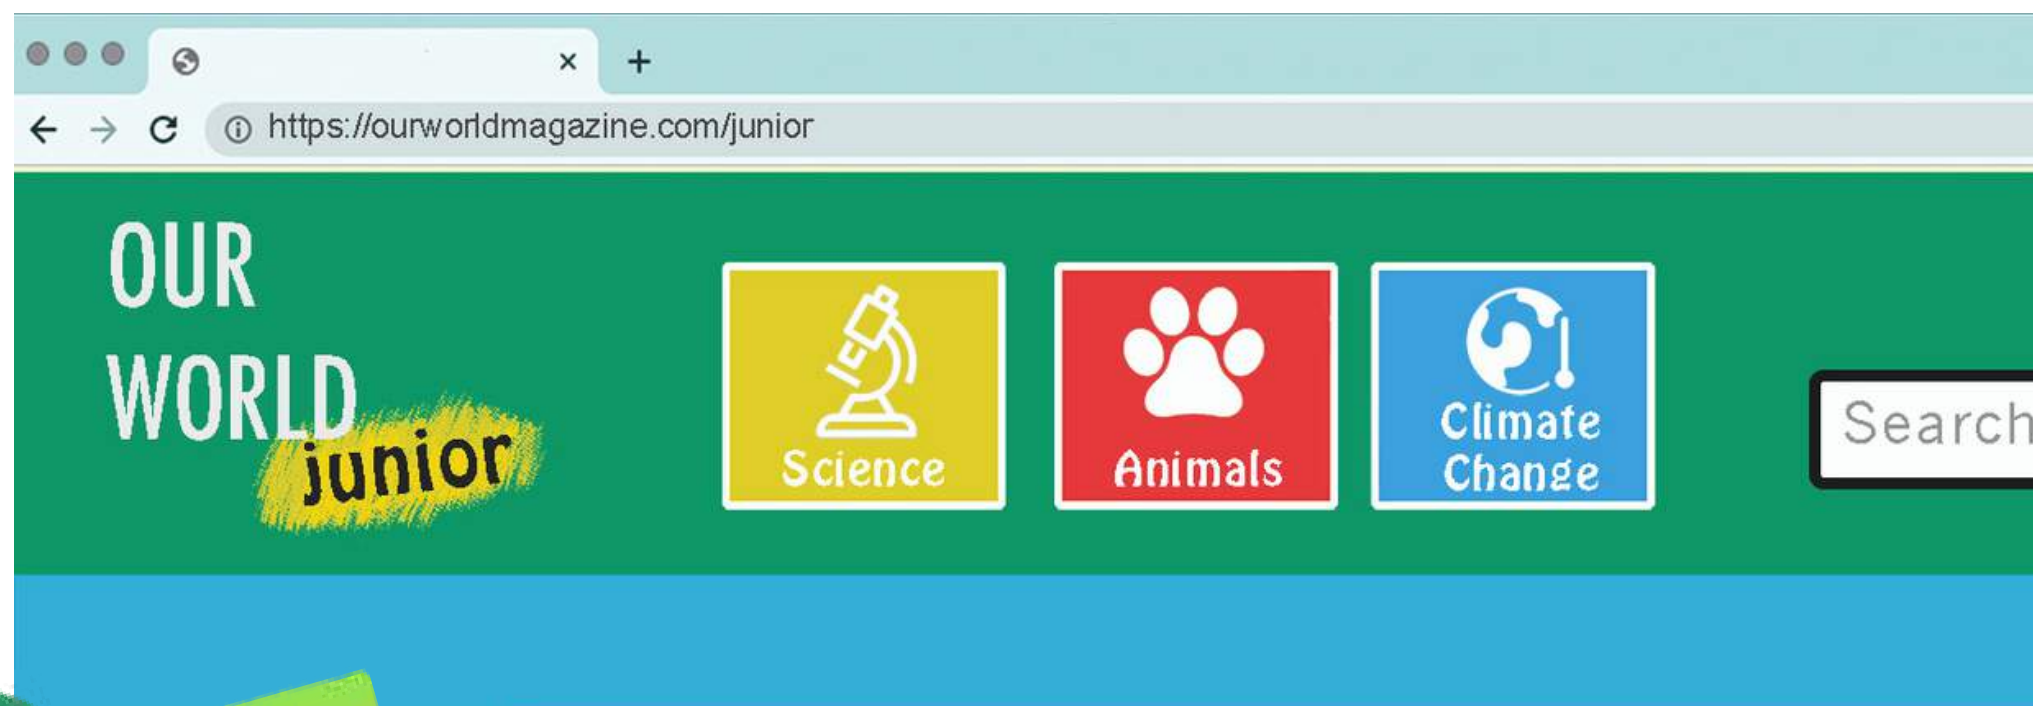 https://ourworldmagazine.com/junior
OUR
WORLD
junior
Science
Animals
Climate
Change
Search